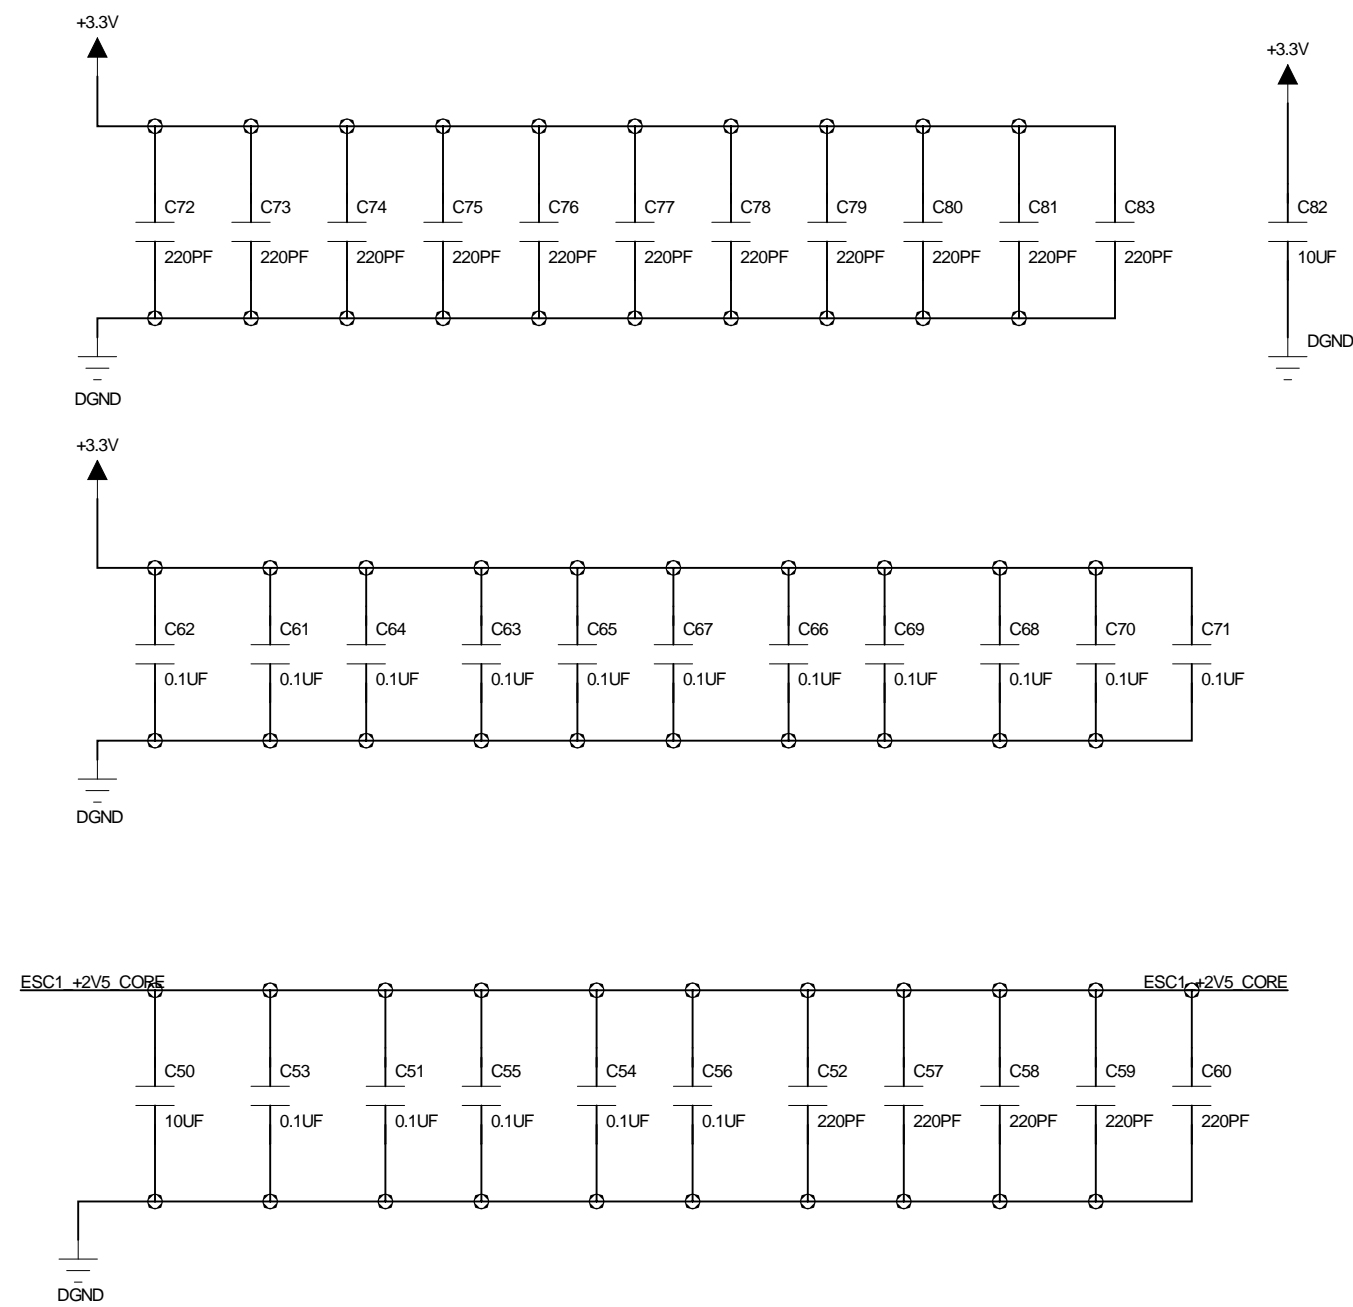 +3.3V
+3.3V
C72 C73 C74 C75 C76 C77 C78 C79 C80 C81 C83 C82
220PF 220PF 220PF 220PF 220PF 220PF 220PF 220PF 220PF 220PF 220PF 10UF
DGND
DGND
+3.3V
C62 C61 C64 C63 C65 C67 C66 C69 C68 C70 C71
0.1UF 0.1UF 0.1UF 0.1UF 0.1UF 0.1UF 0.1UF 0.1UF 0.1UF 0.1UF 0.1UF
DGND
ESC1_+2V5_CORE ESC1_+2V5_CORE
C50 C53 C51 C55 C54 C56 C52 C57 C58 C59 C60
10UF 0.1UF 0.1UF 0.1UF 0.1UF 0.1UF 220PF 220PF 220PF 220PF 220PF
DGND